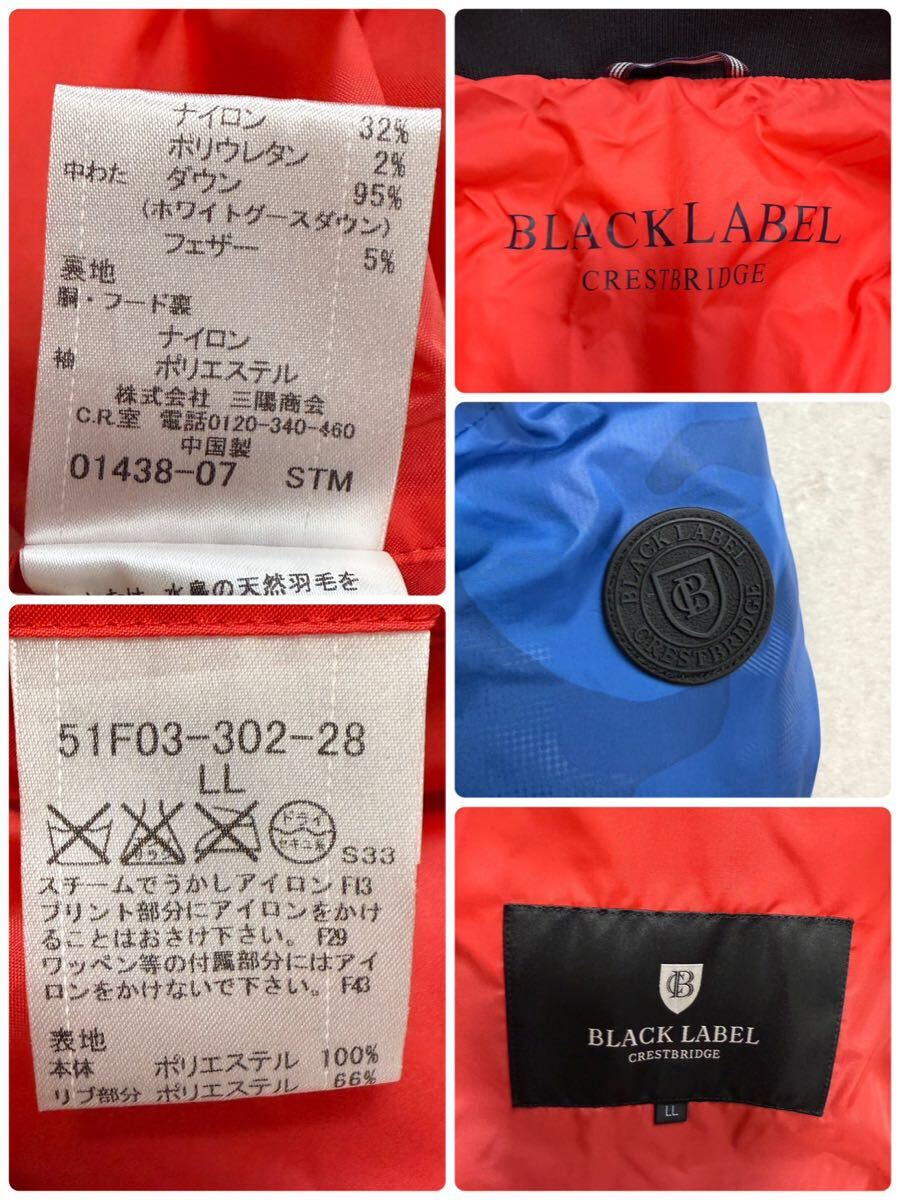 ナイロン 32%
ポリウレタン 2%
中わた ダウン 95%
(ホワイトグースダウン)
フェザー 5%
裏地
胴・フード裏
ナイロン
袖 ポリエステル
株式会社 三陽商会
C.R.室 電話0120-340-460
中国製
01438-07 STM
水鳥の天然羽毛を
BLACK LABEL
CRESTBRIDGE
BLACK LABEL
CB
CRESTBRIDGE
51F03-302-28
LL
ドライ
セキユ系
S33
スチームでうかしアイロン F13
プリント部分にアイロンをかけ
ることはおさけ下さい。 F29
ワッペン等の付属部分にはアイ
ロンをかけないで下さい。 F43
表地
本体 ポリエステル 100%
リブ部分 ポリエステル 66%
CB
BLACK LABEL
CRESTBRIDGE
LL